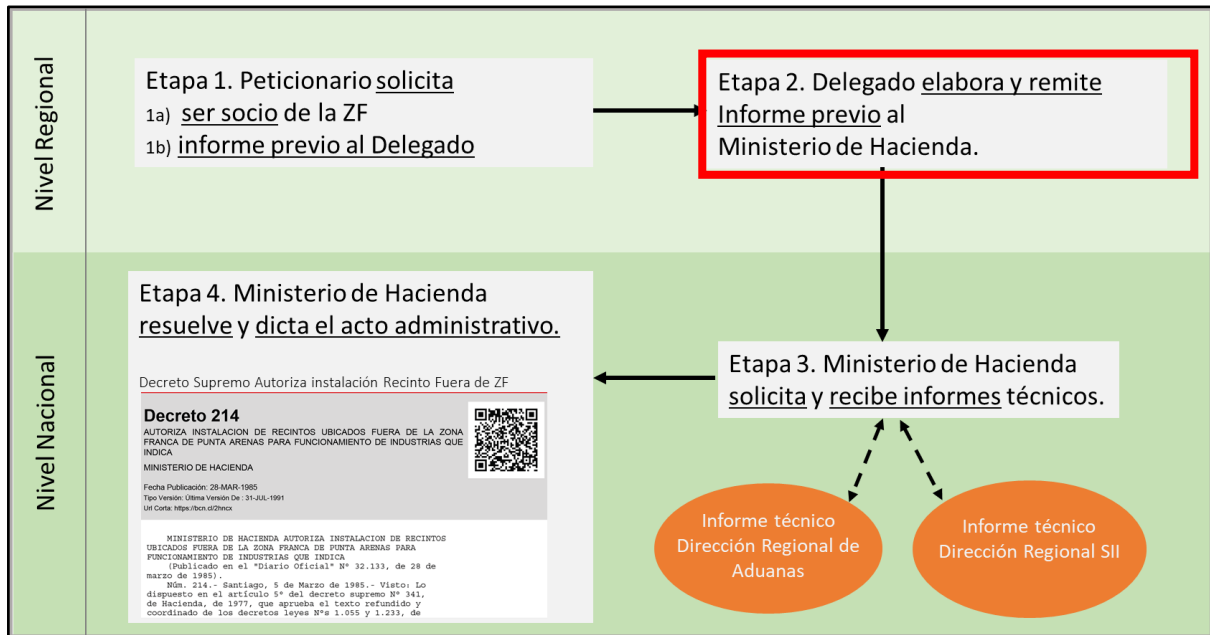 Nivel Regional
Etapa 1. Peticionario solicita
1a) ser socio de la ZF
1b) informe previo al Delegado
Etapa 2. Delegado elabora y remite
Informe previo al
Ministerio de Hacienda.
Nivel Nacional
Etapa 4. Ministerio de Hacienda
resuelve y dicta el acto administrativo.
Decreto Supremo Autoriza instalación Recinto Fuera de ZF
Decreto 214
AUTORIZA INSTALACION DE RECINTOS UBICADOS FUERA DE LA ZONA
FRANCA DE PUNTA ARENAS PARA FUNCIONAMIENTO DE INDUSTRIAS QUE
INDICA
MINISTERIO DE HACIENDA
Fecha Publicación: 28-MAR-1985
Tipo Versión: Última Versión De : 31-JUL-1991
Url Corta: https://bcn.cl/2hncx
MINISTERIO DE HACIENDA AUTORIZA INSTALACION DE RECINTOS
UBICADOS FUERA DE LA ZONA FRANCA DE PUNTA ARENAS PARA
FUNCIONAMIENTO DE INDUSTRIAS QUE INDICA
(Publicado en el "Diario Oficial" Nº 32.133, de 28 de
marzo de 1985).
Núm. 214.- Santiago, 5 de Marzo de 1985.- Visto: Lo
dispuesto en el artículo 5º del decreto supremo Nº 341,
de Hacienda, de 1977, que aprueba el texto refundido y
coordinado de los decretos leyes Nºs 1.055 y 1.233, de
Etapa 3. Ministerio de Hacienda
solicita y recibe informes técnicos.
Informe técnico
Dirección Regional de
Aduanas
Informe técnico
Dirección Regional SII